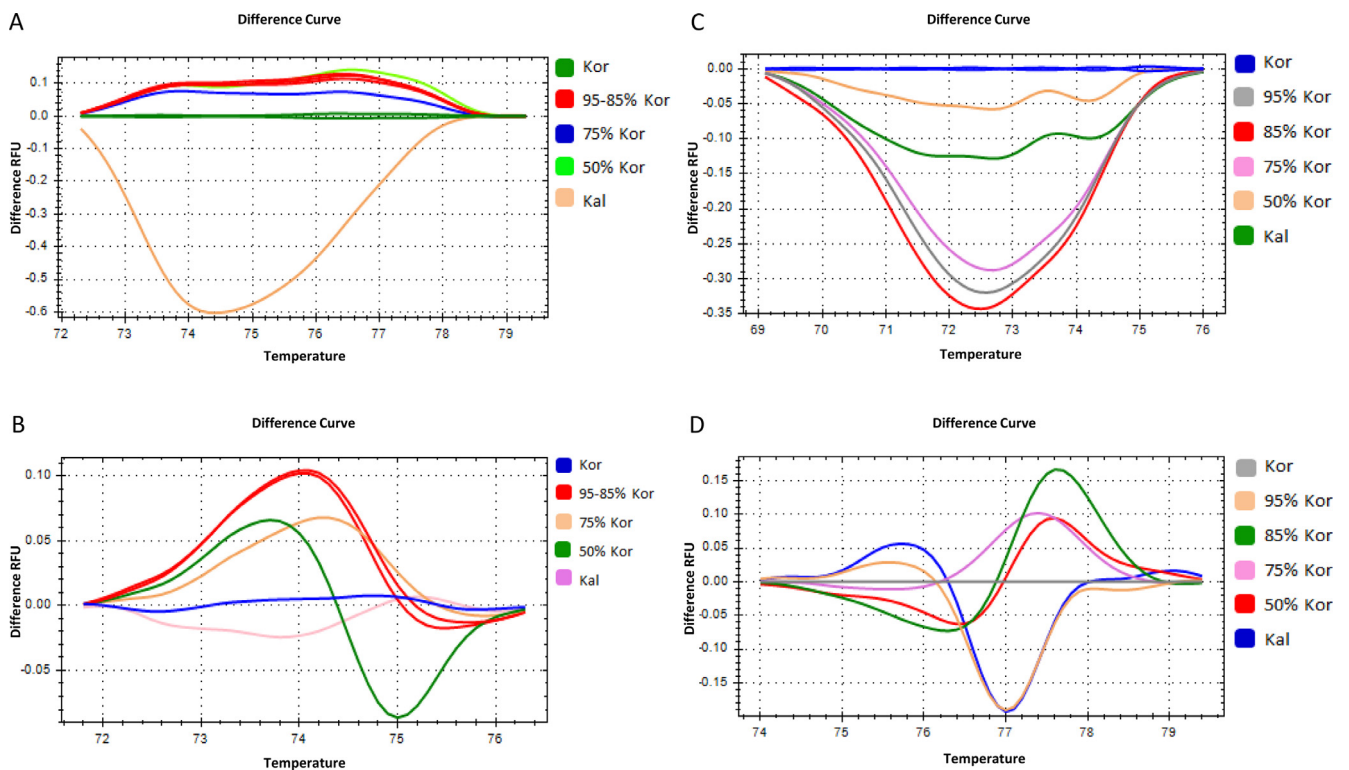 A
Difference Curve
0.1
0.0
-0.1
-0.2
-0.3
-0.4
-0.5
-0.6
Difference RFU
72 73 74 75 76 77 78 79
Temperature
Kor
95-85% Kor
75% Kor
50% Kor
Kal
C
Difference Curve
0.00
-0.05
-0.10
-0.15
-0.20
-0.25
-0.30
-0.35
Difference RFU
69 70 71 72 73 74 75 76
Temperature
Kor
95% Kor
85% Kor
75% Kor
50% Kor
Kal
B
Difference Curve
0.10
0.05
0.00
-0.05
Difference RFU
72 73 74 75 76
Temperature
Kor
95-85% Kor
75% Kor
50% Kor
Kal
D
Difference Curve
0.15
0.10
0.05
0.00
-0.05
-0.10
-0.15
Difference RFU
74 75 76 77 78 79
Temperature
Kor
95% Kor
85% Kor
75% Kor
50% Kor
Kal